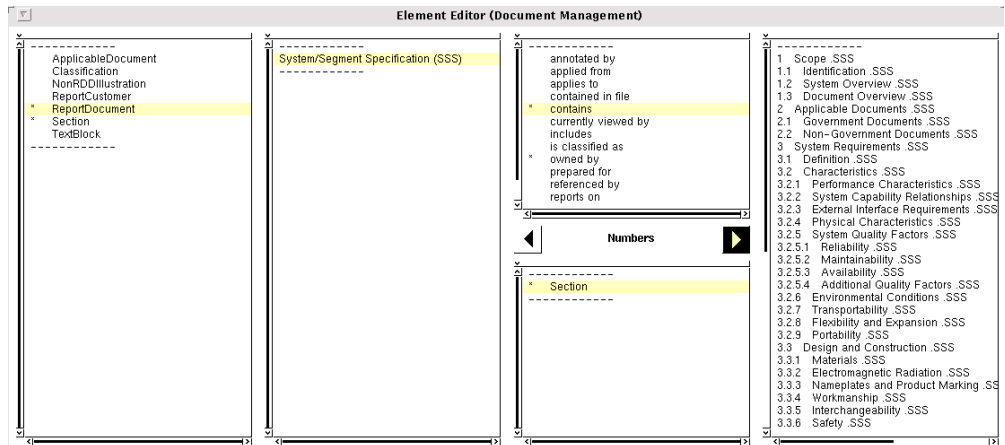 Element Editor (Document Management)
ApplicableDocument
Classification
NonRDDIllustration
ReportCustomer
* ReportDocument
* Section
TextBlock
System/Segment Specification (SSS)
annotated by
applied from
applies to
contained in file
* contains
currently viewed by
includes
is classified as
* owned by
prepared for
referenced by
reports on
Numbers
* Section
1 Scope .SSS
1.1 Identification .SSS
1.2 System Overview .SSS
1.3 Document Overview .SSS
2 Applicable Documents .SSS
2.1 Government Documents .SSS
2.2 Non-Government Documents .SSS
3 System Requirements .SSS
3.1 Definition .SSS
3.2 Characteristics .SSS
3.2.1 Performance Characteristics .SSS
3.2.2 System Capability Relationships .SSS
3.2.3 External Interface Requirements .SSS
3.2.4 Physical Characteristics .SSS
3.2.5 System Quality Factors .SSS
3.2.5.1 Reliability .SSS
3.2.5.2 Maintainability .SSS
3.2.5.3 Availability .SSS
3.2.5.4 Additional Quality Factors .SSS
3.2.6 Environmental Conditions .SSS
3.2.7 Transportability .SSS
3.2.8 Flexibility and Expansion .SSS
3.2.9 Portability .SSS
3.3 Design and Construction .SSS
3.3.1 Materials .SSS
3.3.2 Electromagnetic Radiation .SSS
3.3.3 Nameplates and Product Marking .SS
3.3.4 Workmanship .SSS
3.3.5 Interchangeability .SSS
3.3.6 Safety .SSS